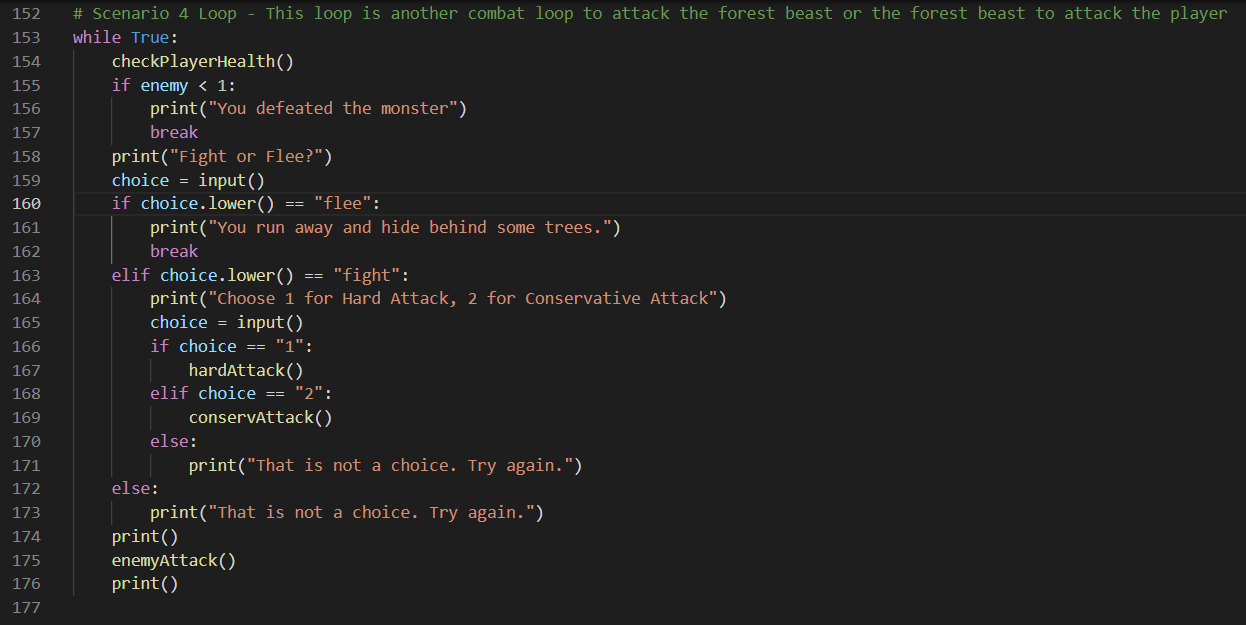 152 # Scenario 4 Loop - This loop is another combat loop to attack the forest beast or the forest beast to attack the player
153 while True:
154     checkPlayerHealth()
155     if enemy < 1:
156         print("You defeated the monster")
157         break
158     print("Fight or Flee?")
159     choice = input()
160     if choice.lower() == "flee":
161         print("You run away and hide behind some trees.")
162         break
163     elif choice.lower() == "fight":
164         print("Choose 1 for Hard Attack, 2 for Conservative Attack")
165         choice = input()
166         if choice == "1":
167             hardAttack()
168         elif choice == "2":
169             conservAttack()
170         else:
171             print("That is not a choice. Try again.")
172     else:
173         print("That is not a choice. Try again.")
174     print()
175     enemyAttack()
176     print()
177